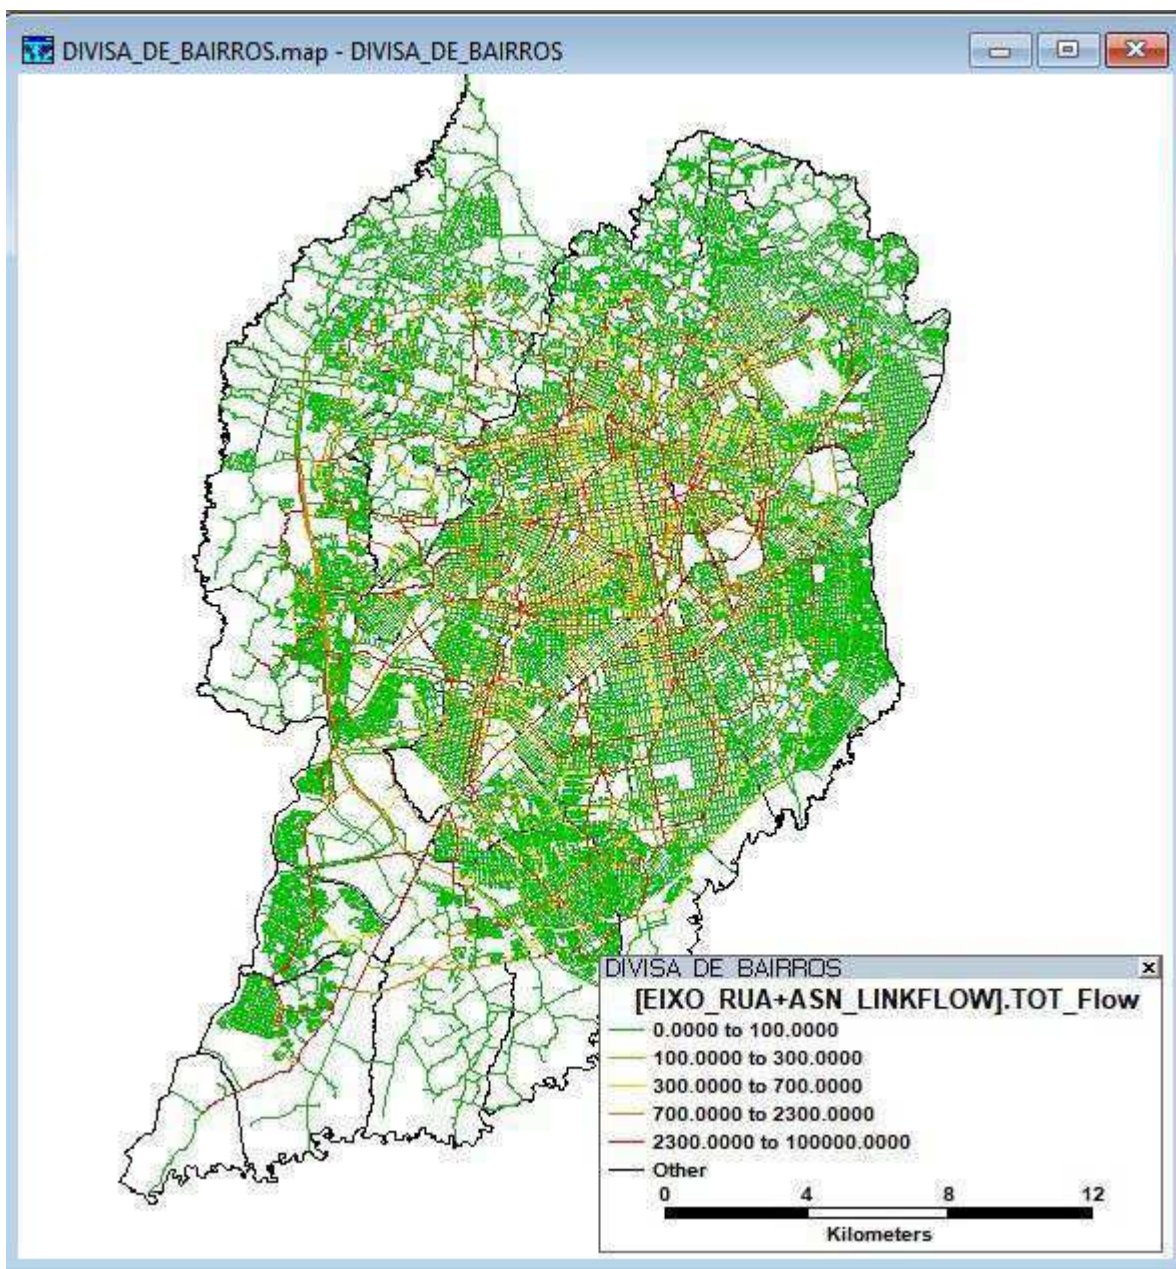 DIVISA_DE_BAIRROS.map - DIVISA_DE_BAIRROS
DIVISA DE BAIRROS
[EIXO_RUA+ASN_LINKFLOW].TOT_Flow
0.0000 to 100.0000
100.0000 to 300.0000
300.0000 to 700.0000
700.0000 to 2300.0000
2300.0000 to 100000.0000
Other
0 4 8 12
Kilometers